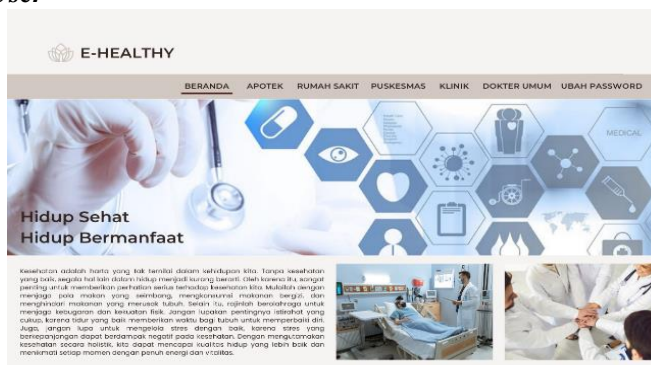 E-HEALTHY
BERANDA APOTEK RUMAH SAKIT PUSKESMAS KLINIK DOKTER UMUM UBAH PASSWORD
MEDICAL
Hidup Sehat
Hidup Bermanfaat
Kesehatan adalah harta yang tak ternilai dalam kehidupan kita. Tanpa kesehatan
yang baik, segala hal lain dalam hidup menjadi kurang berarti. Oleh karena itu, sangat
penting untuk memberikan perhatian serius terhadap kesehatan kita. Mulailah dengan
menjaga pola makan yang seimbang, mengkonsumsi makanan bergizi, dan
menghindari makanan yang merusak tubuh. Selain itu, rajinlah berolahraga untuk
menjaga kebugaran dan kekuatan fisik. Jangan lupakan pentingnya istirahat yang
cukup, karena tidur yang baik memberikan waktu bagi tubuh untuk memperbaiki diri.
Juga, jangan lupa untuk mengelola stres dengan baik, karena stres yang
berkepanjangan dapat berdampak negatif pada kesehatan. Dengan mengutamakan
kesehatan secara holistik, kita dapat mencapai kualitas hidup yang lebih baik dan
menikmati setiap momen dengan penuh energi dan vitalitas.